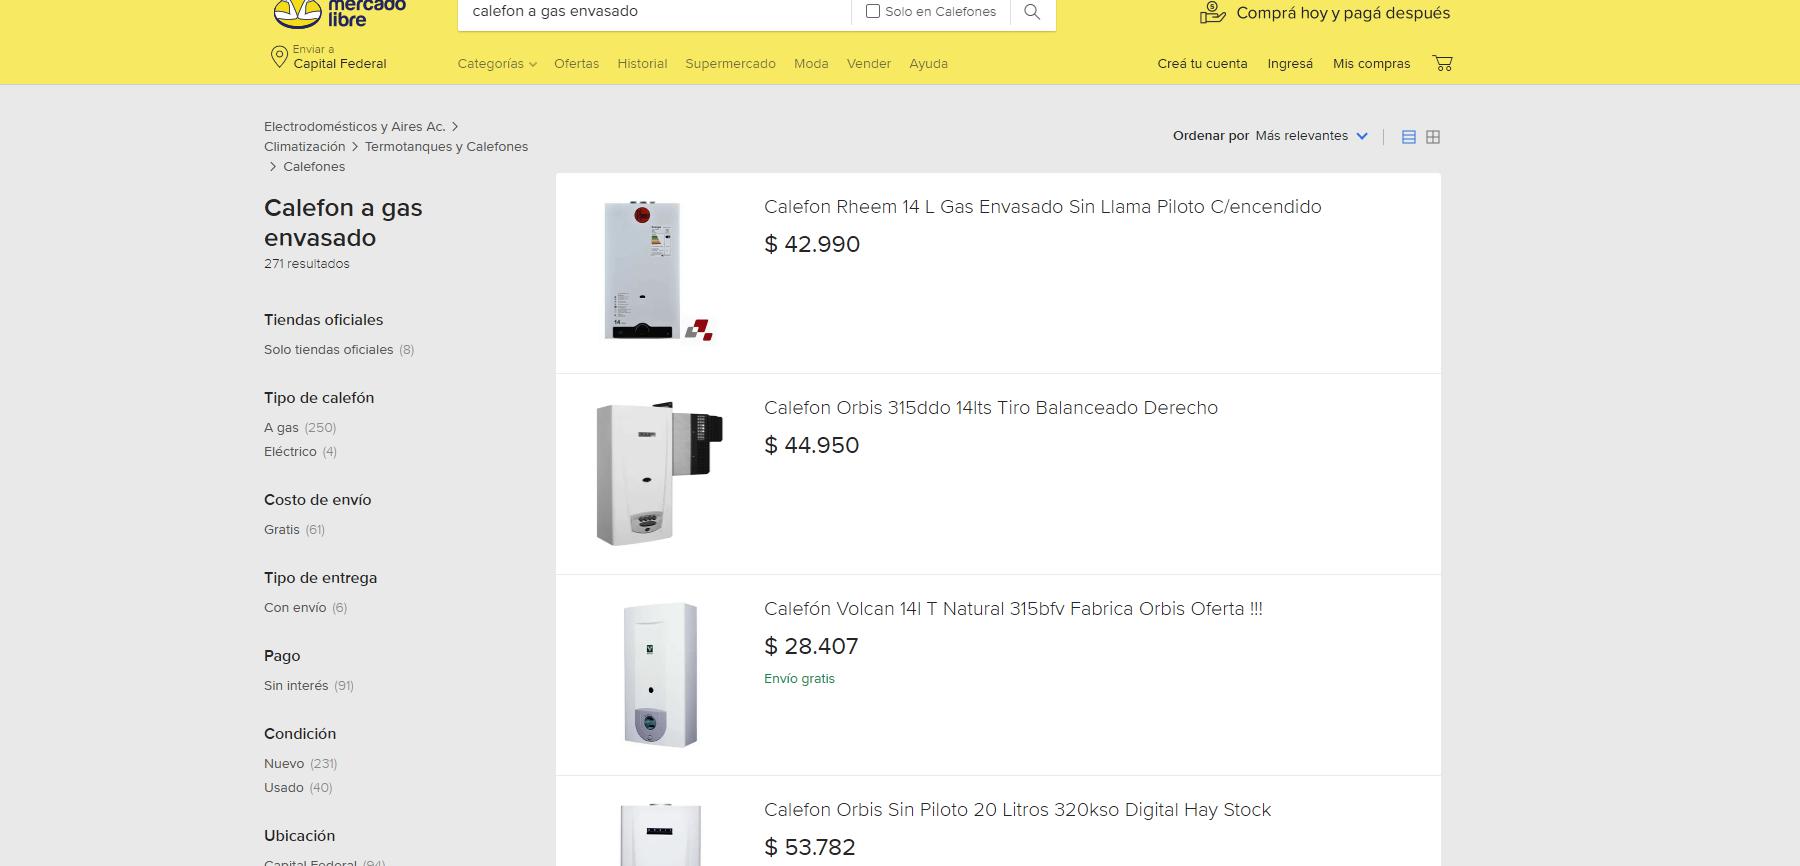 mercado
libre
calefon a gas envasado
Solo en Calefones
Comprá hoy y pagá después
Enviar a
Capital Federal
Categorías
Ofertas
Historial
Supermercado
Moda
Vender
Ayuda
Creá tu cuenta
Ingresá
Mis compras
Electrodomésticos y Aires Ac.
Climatización
Termotanques y Calefones
Calefones
Ordenar por Más relevantes
Calefon a gas
envasado
271 resultados
Tiendas oficiales
Solo tiendas oficiales (8)
Tipo de calefón
A gas (250)
Eléctrico (4)
Costo de envío
Gratis (61)
Tipo de entrega
Con envío (6)
Pago
Sin interés (91)
Condición
Nuevo (231)
Usado (40)
Ubicación
Capital Federal (94)
Calefon Rheem 14 L Gas Envasado Sin Llama Piloto C/encendido
$ 42.990
14
Calefon Orbis 315ddo 14lts Tiro Balanceado Derecho
$ 44.950
Calefón Volcan 14l T Natural 315bfv Fabrica Orbis Oferta !!!
$ 28.407
Envío gratis
Calefon Orbis Sin Piloto 20 Litros 320kso Digital Hay Stock
$ 53.782